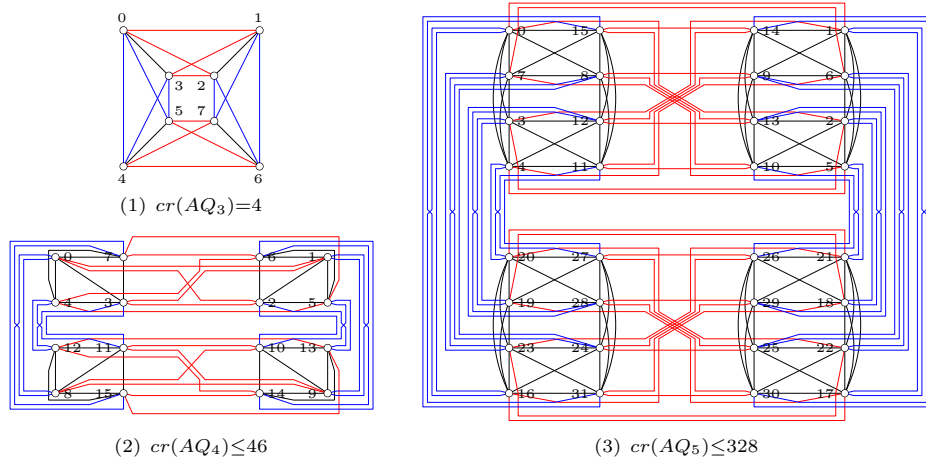 0 1
3 2
5 7
4 6
(1) cr(AQ₃)=4
0 7 6 1
4 3 2 5
12 11 10 13
8 15 14 9
(2) cr(AQ₄)≤46
0 15 14 1
7 8 9 6
3 12 13 2
4 11 10 5
20 27 26 21
19 28 29 18
23 24 25 22
16 31 30 17
(3) cr(AQ₅)≤328